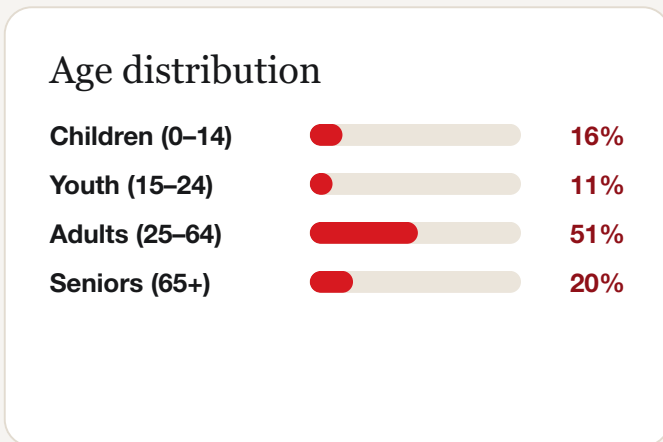 Age distribution
Children (0–14) 16%
Youth (15–24) 11%
Adults (25–64) 51%
Seniors (65+) 20%